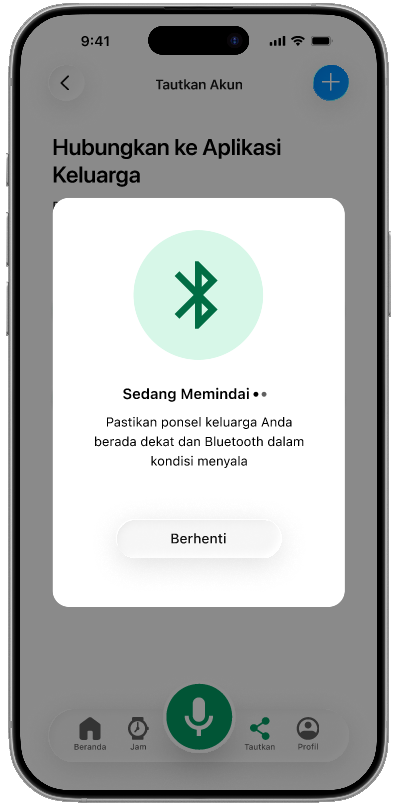 9:41
Tautkan Akun
Hubungkan ke Aplikasi
Keluarga
Sedang Memindai
Pastikan ponsel keluarga Anda
berada dekat dan Bluetooth dalam
kondisi menyala
Berhenti
Beranda
Jam
Tautkan
Profil